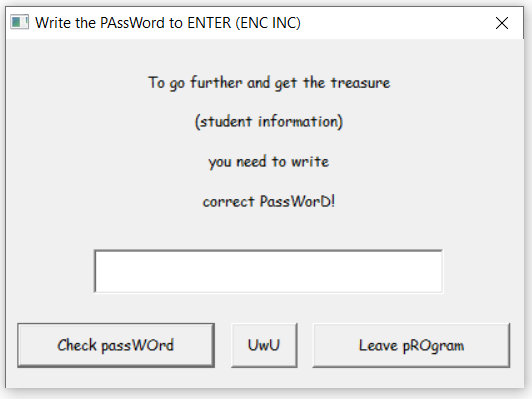 Write the PAssWord to ENTER (ENC INC)
To go further and get the treasure
(student information)
you need to write
correct PassWorD!
Check passWOrd
UwU
Leave pROgram